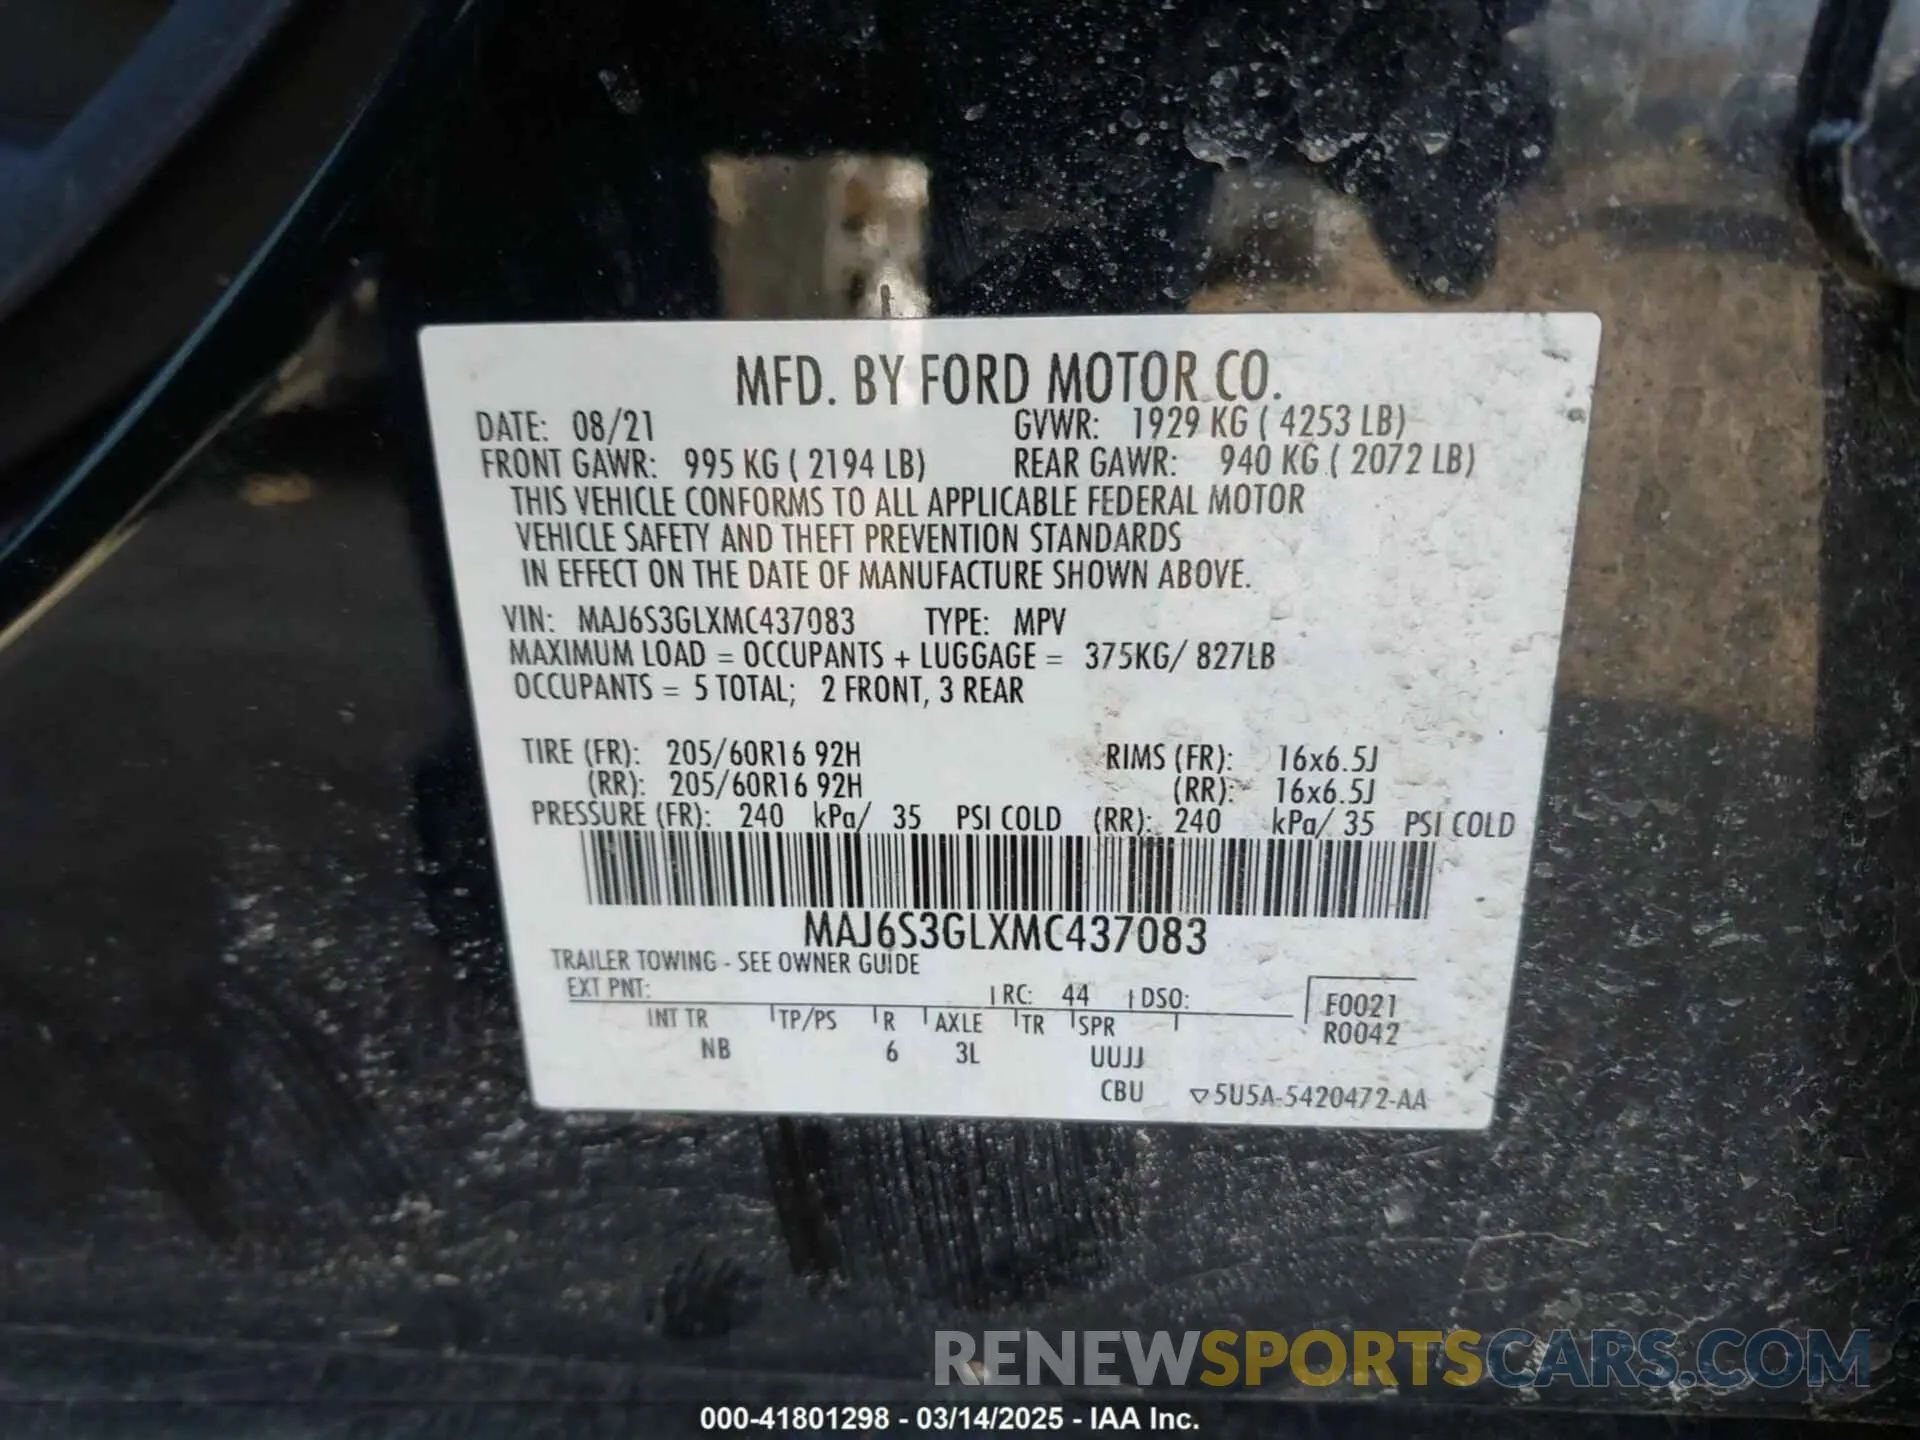 MFD. BY FORD MOTOR CO.
DATE: 08/21 GVWR: 1929 KG ( 4253 LB)
FRONT GAWR: 995 KG ( 2194 LB) REAR GAWR: 940 KG ( 2072 LB)
THIS VEHICLE CONFORMS TO ALL APPLICABLE FEDERAL MOTOR
VEHICLE SAFETY AND THEFT PREVENTION STANDARDS
IN EFFECT ON THE DATE OF MANUFACTURE SHOWN ABOVE.
VIN: MAJ6S3GLXMC437083 TYPE: MPV
MAXIMUM LOAD = OCCUPANTS + LUGGAGE = 375KG/ 827LB
OCCUPANTS = 5 TOTAL; 2 FRONT, 3 REAR
TIRE (FR): 205/60R16 92H RIMS (FR): 16x6.5J
(RR): 205/60R16 92H (RR): 16x6.5J
PRESSURE (FR): 240 kPa/ 35 PSI COLD (RR): 240 kPa/ 35 PSI COLD
MAJ6S3GLXMC437083
TRAILER TOWING - SEE OWNER GUIDE
EXT PNT: RC: 44 DSO:
F0021
INT TR TP/PS R AXLE TR SPR
R0042
NB 6 3L UUJJ
CBU ▽5U5A-5420472-AA
RENEWSPORTSCARS.COM
000-41801298 - 03/14/2025 - IAA Inc.